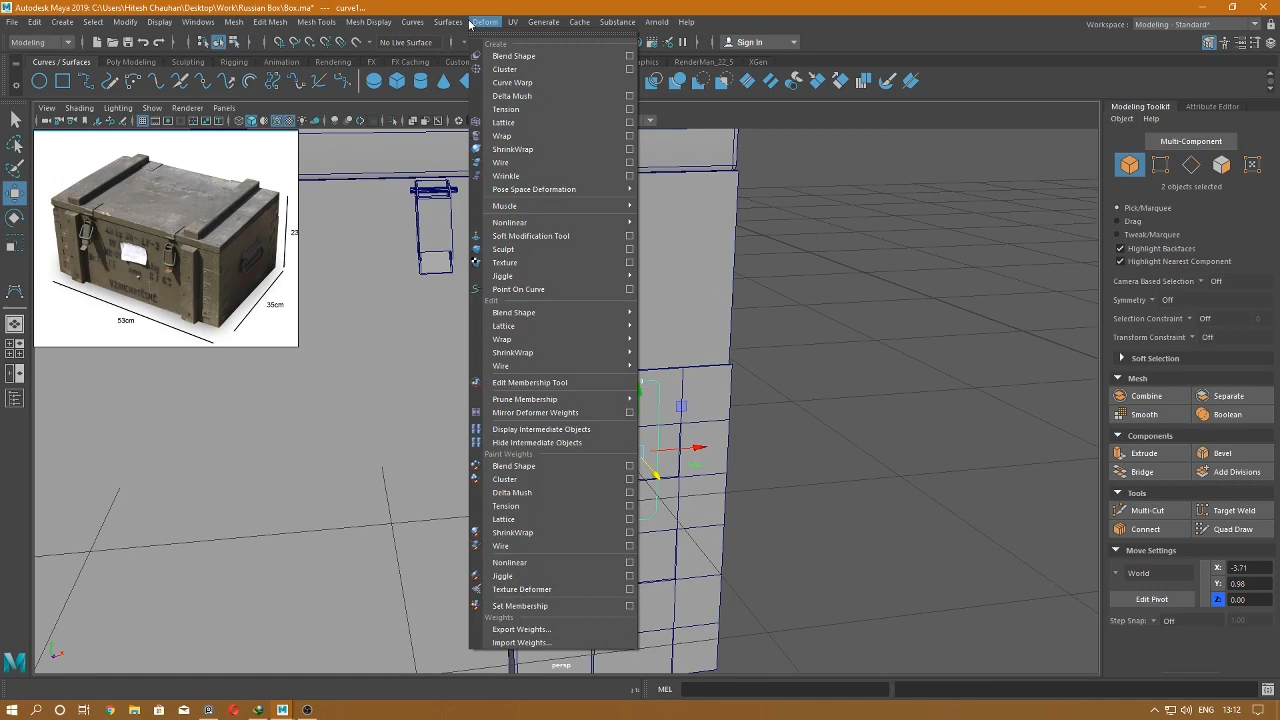 Autodesk Maya 2019: C:\Users\Hitesh Chauhan\Desktop\Work\Russian Box\Box.ma* --- curve1...
File Edit Create Select Modify Display Windows Mesh Edit Mesh Mesh Tools Mesh Display Curves Surfaces Deform UV Generate Cache Substance Arnold Help
Workspace: Modeling - Standard*
Modeling
No Live Surface
Sign In
Curves / Surfaces Poly Modeling Sculpting Rigging Animation Rendering FX FX Caching
RenderMan_22_5 XGen
View Shading Lighting Show Renderer Panels
Create
Blend Shape
Cluster
Curve Warp
Delta Mush
Tension
Lattice
Wrap
ShrinkWrap
Wire
Wrinkle
Pose Space Deformation
Muscle
Nonlinear
Soft Modification Tool
Sculpt
Texture
Jiggle
Point On Curve
Edit
Blend Shape
Lattice
Wrap
ShrinkWrap
Wire
Edit Membership Tool
Prune Membership
Mirror Deformer Weights
Display Intermediate Objects
Hide Intermediate Objects
Paint Weights
Blend Shape
Cluster
Delta Mush
Tension
Lattice
ShrinkWrap
Wire
Nonlinear
Jiggle
Texture Deformer
Set Membership
Weights
Export Weights...
Import Weights...
53cm
35cm
23
persp
Modeling Toolkit Attribute Editor
Object Help
Multi-Component
2 objects selected
Pick/Marquee
Drag
Tweak/Marquee
Highlight Backfaces
Highlight Nearest Component
Camera Based Selection Off
Symmetry Off
Selection Constraint Off 0
Transform Constraint Off
Soft Selection
Mesh
Combine Separate
Smooth Boolean
Components
Extrude Bevel
Bridge Add Divisions
Tools
Multi-Cut Target Weld
Connect Quad Draw
Move Settings
World X: -3.71
Y: 0.98
Edit Pivot Z: 0.00
Step Snap: Off 1.00
MEL
ENG 13:12